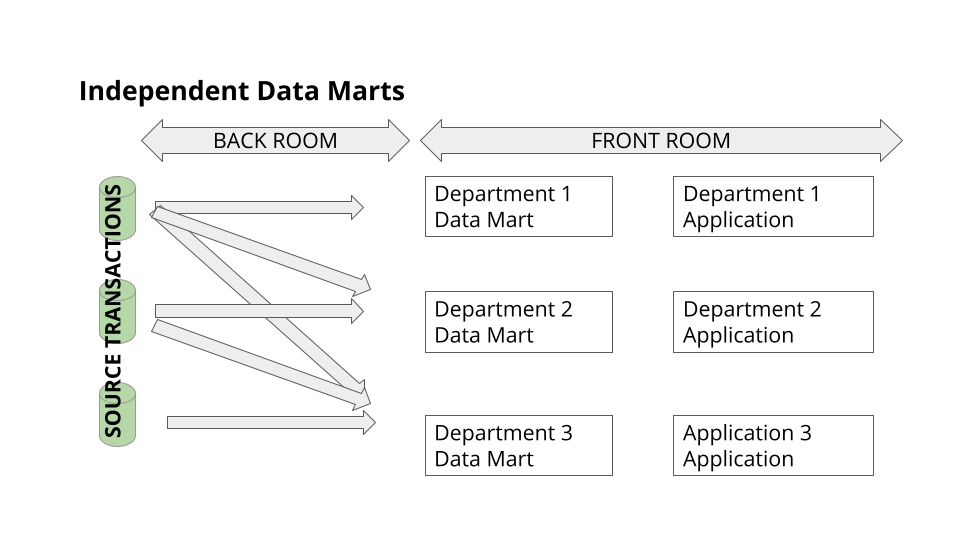 Independent Data Marts
BACK ROOM
FRONT ROOM
SOURCE TRANSACTIONS
Department 1
Data Mart
Department 1
Application
Department 2
Data Mart
Department 2
Application
Department 3
Data Mart
Application 3
Application